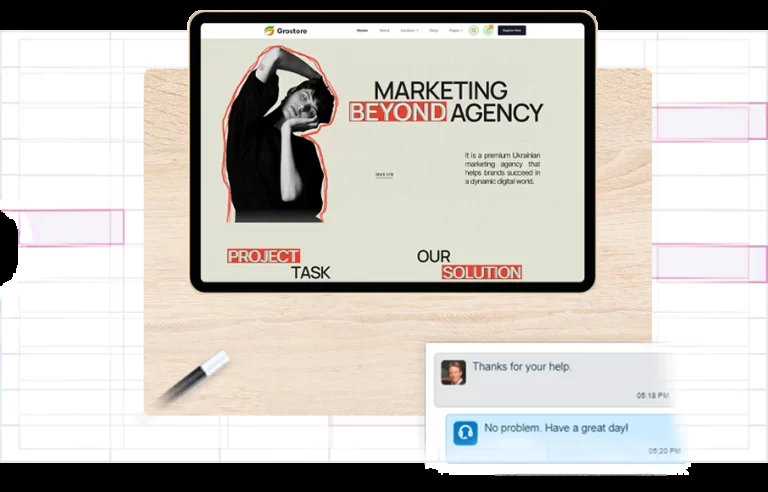 Grostore
Home
Shop
Pages
Register Now
MARKETING
BEYOND AGENCY
It is a premium Ukrainian
marketing agency that
helps brands succeed in
a dynamic digital world.
PROJECT
TASK
OUR
SOLUTION
Thanks for your help.
05:18 PM
No problem. Have a great day!
05:20 PM